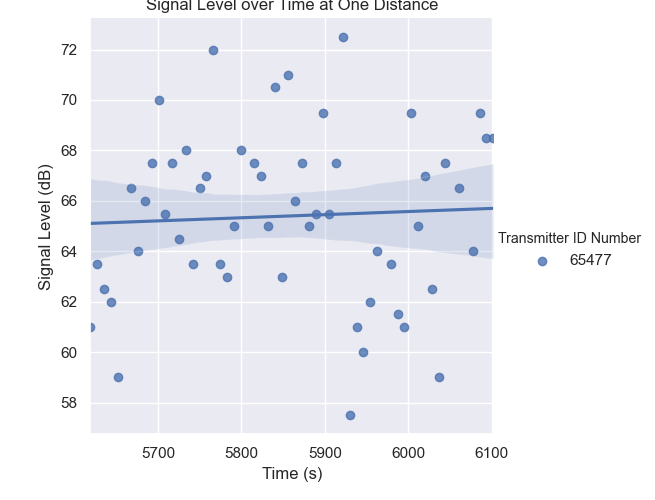 Signal Level over Time at One Distance
72
70
68
66
64
62
60
58
Signal Level (dB)
5700 5800 5900 6000 6100
Time (s)
Transmitter ID Number
65477